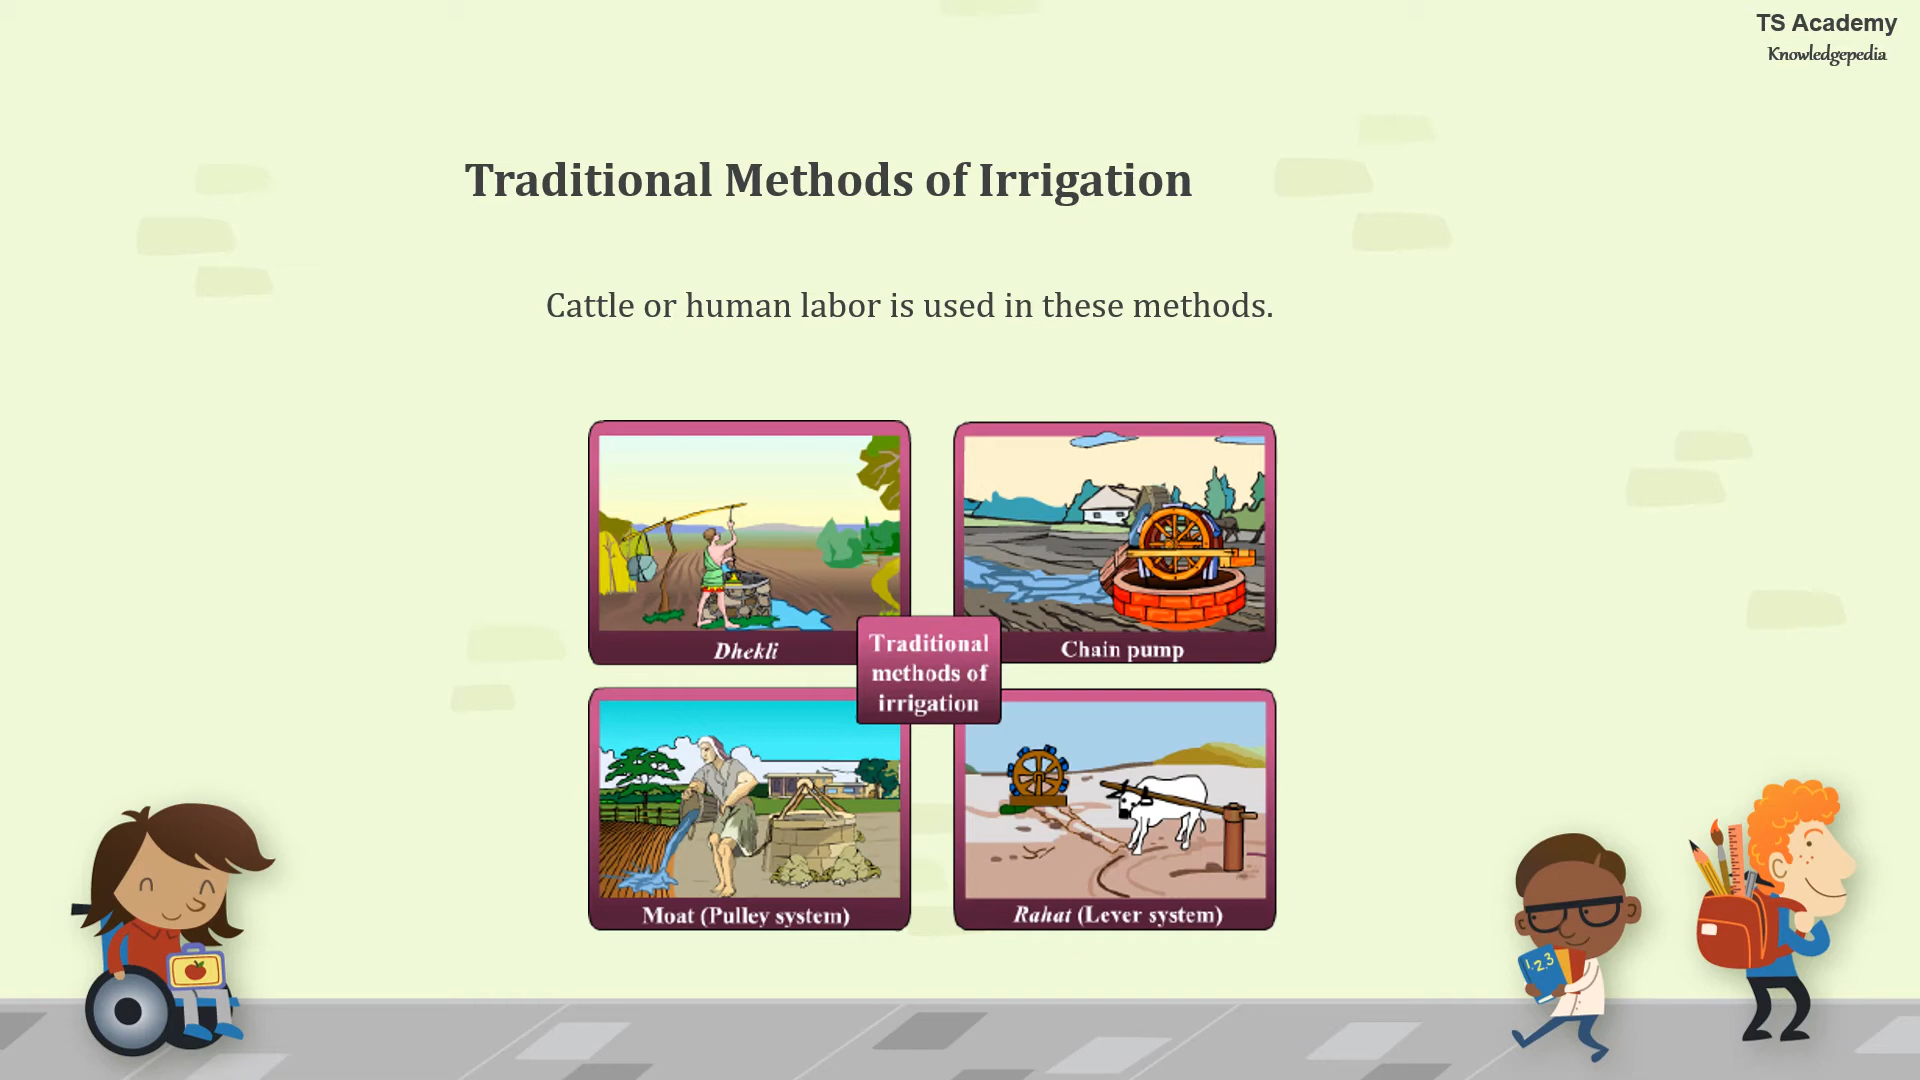 TS Academy
Knowledgepedia
Traditional Methods of Irrigation
Cattle or human labor is used in these methods.
Dhekli
Chain pump
Traditional
methods of
irrigation
Moat (Pulley system)
Rahat (Lever system)
1,2,3